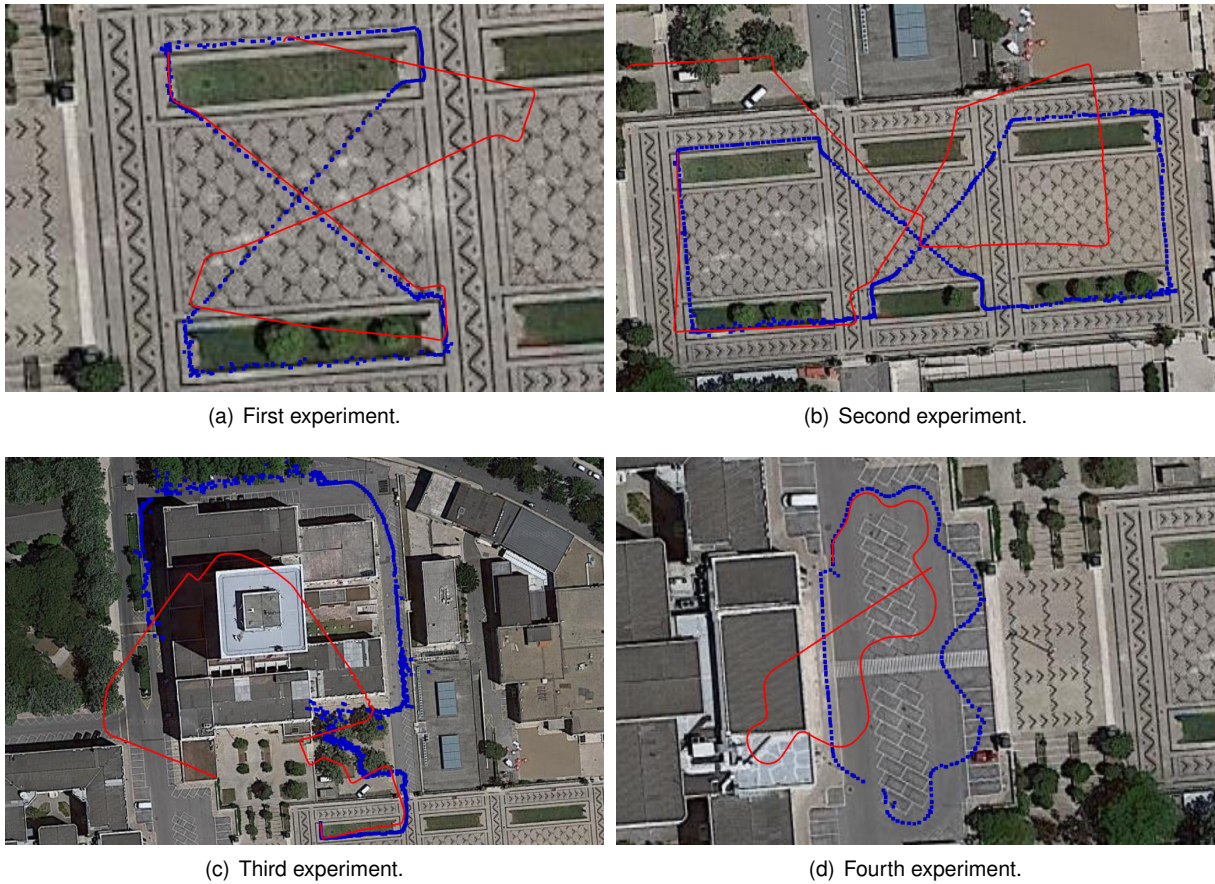 (a) First experiment.
(b) Second experiment.
(c) Third experiment.
(d) Fourth experiment.